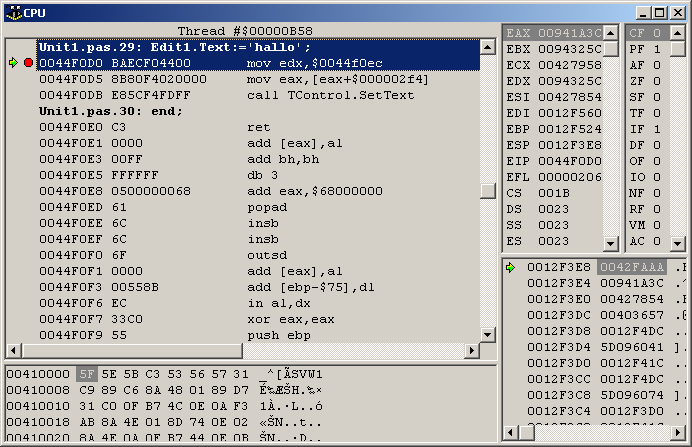 CPU
Thread #$00000B58
Unit1.pas.29: Edit1.Text:='hallo';
0044F0D0 BAECF04400 mov edx,$0044f0ec
0044F0D5 8B80F4020000 mov eax,[eax+$000002f4]
0044F0DB E85CF4FDFF call TControl.SetText
Unit1.pas.30: end;
0044F0E0 C3 ret
0044F0E1 0000 add [eax],al
0044F0E3 00FF add bh,bh
0044F0E5 FFFFFF db 3
0044F0E8 0500000068 add eax,$68000000
0044F0ED 61 popad
0044F0EE 6C insb
0044F0EF 6C insb
0044F0F0 6F outsd
0044F0F1 0000 add [eax],al
0044F0F3 00558B add [ebp-$75],dl
0044F0F6 EC in al,dx
0044F0F7 33C0 xor eax,eax
0044F0F9 55 push ebp
EAX 00941A3C
EBX 0094325C
ECX 00427958
EDX 0094325C
ESI 00427854
EDI 0012F560
EBP 0012F524
ESP 0012F3E8
EIP 0044F0D0
EFL 00000206
CS 001B
DS 0023
SS 0023
ES 0023
CF 0
PF 1
AF 0
ZF 0
SF 0
TF 0
IF 1
DF 0
OF 0
IO 0
NF 0
RF 0
VM 0
AC 0
00410000 5F 5E 5B C3 53 56 57 31 _^[ÃSVW1
00410008 C9 89 C6 8A 48 01 89 D7 É‰ÆŠH.‰×
00410010 31 C0 0F B7 4C 0E 0A F3 1À.·L..ó
00410018 AB 8A 4E 01 8D 74 0E 02 «ŠN..t..
00410020 8A 4E 0A 0F B7 44 0E 0B ŠN..·D..
0012F3E8 0042FAAA
0012F3E4 00941A3C
0012F3E0 00427854
0012F3DC 00403657
0012F3D8 0012F4DC
0012F3D4 5D096041
0012F3D0 0012F41C
0012F3CC 0012F4DC
0012F3C8 5D096074
0012F3C4 0012F3D0